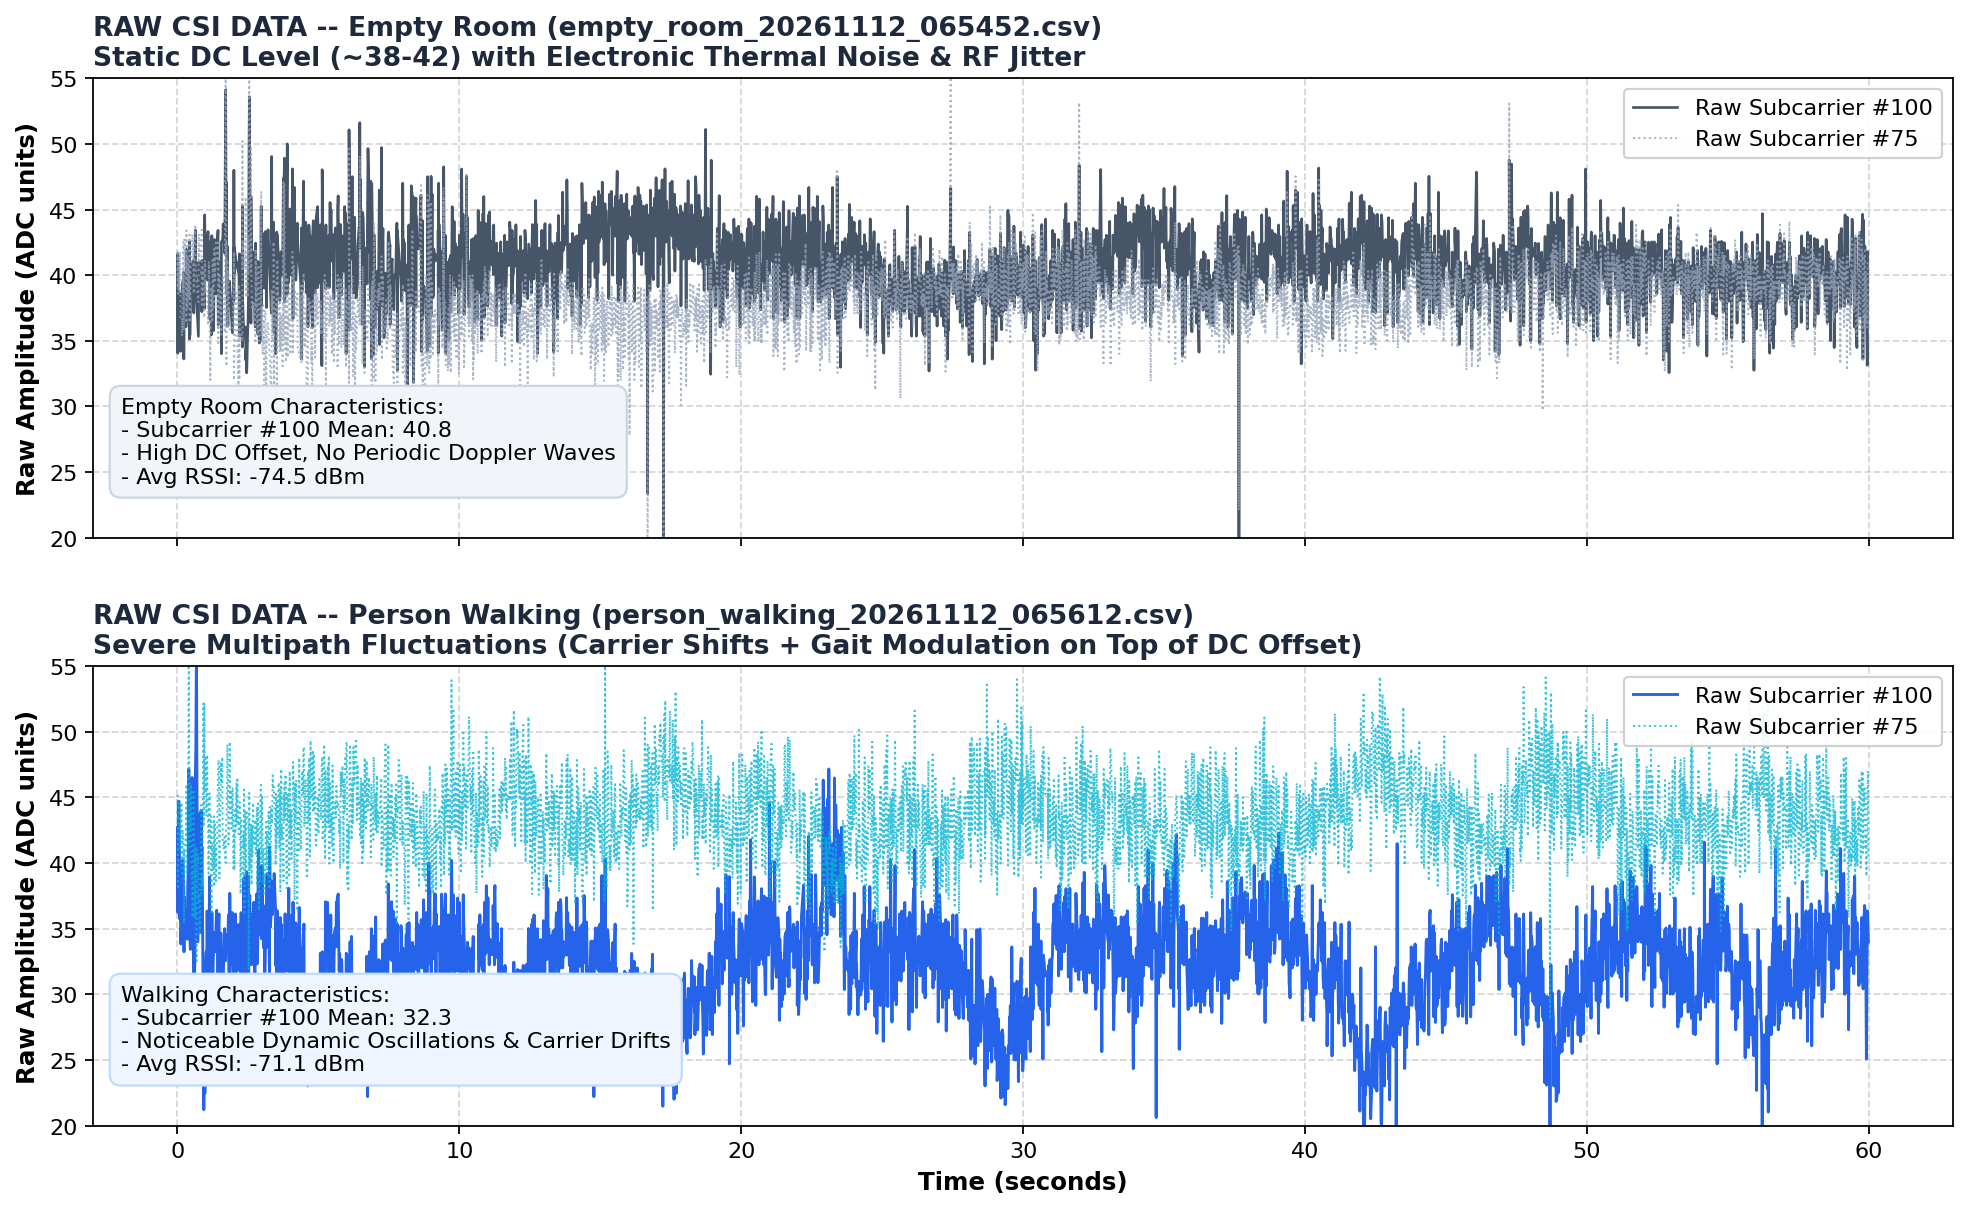 RAW CSI DATA -- Empty Room (empty_room_20261112_065452.csv)
Static DC Level (~38-42) with Electronic Thermal Noise & RF Jitter
Raw Amplitude (ADC units)
55
50
45
40
35
30
25
20
Raw Subcarrier #100
Raw Subcarrier #75
Empty Room Characteristics:
- Subcarrier #100 Mean: 40.8
- High DC Offset, No Periodic Doppler Waves
- Avg RSSI: -74.5 dBm
RAW CSI DATA -- Person Walking (person_walking_20261112_065612.csv)
Severe Multipath Fluctuations (Carrier Shifts + Gait Modulation on Top of DC Offset)
Raw Amplitude (ADC units)
55
50
45
40
35
30
25
20
Raw Subcarrier #100
Raw Subcarrier #75
Walking Characteristics:
- Subcarrier #100 Mean: 32.3
- Noticeable Dynamic Oscillations & Carrier Drifts
- Avg RSSI: -71.1 dBm
0 10 20 30 40 50 60
Time (seconds)